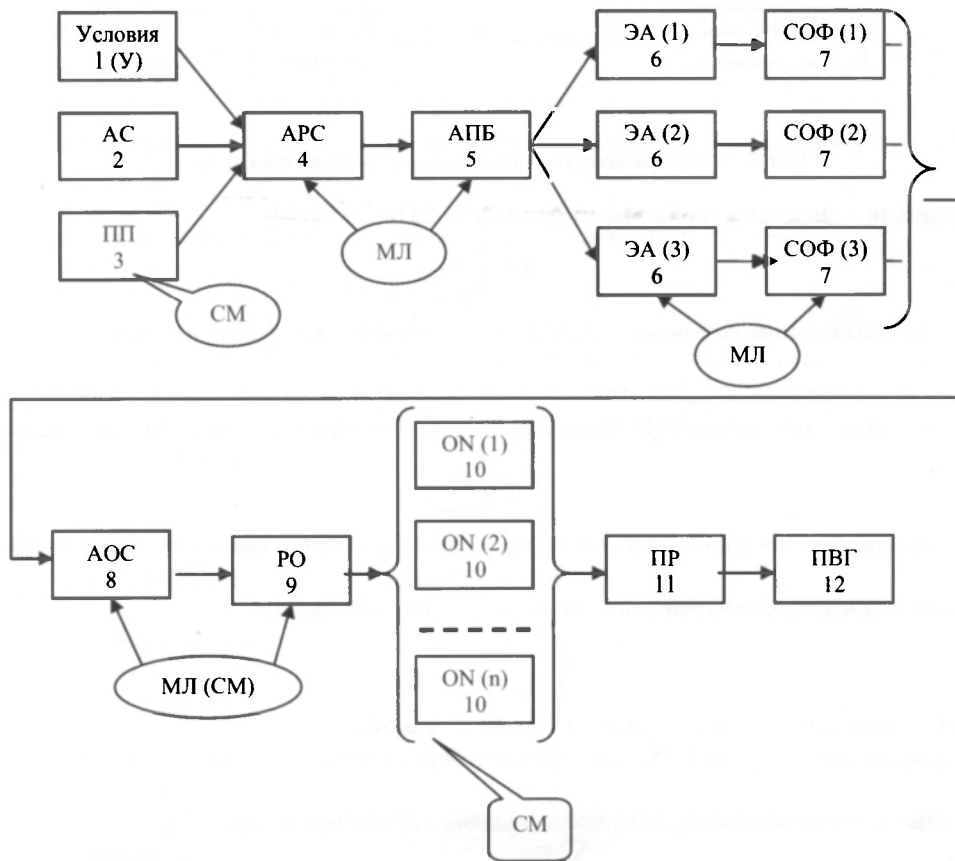 Условия
1 (У)
АС
2
ПП
3
СМ
АРС
4
АПБ
5
МЛ
ЭА (1)
6
СОФ (1)
7
ЭА (2)
6
СОФ (2)
7
ЭА (3)
6
СОФ (3)
7
МЛ
АОС
8
РО
9
МЛ (СМ)
ON (1)
10
ON (2)
10
ON (n)
10
СМ
ПР
11
ПВГ
12